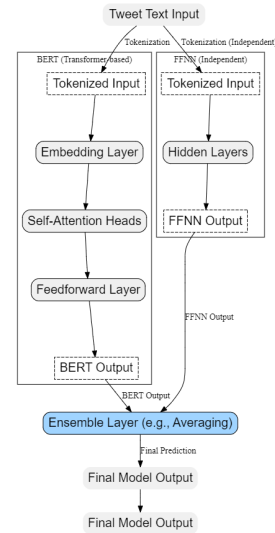 Tweet Text Input
Tokenization
Tokenization (Independent
BERT (Transformer-based)
FFNN (Independent)
Tokenized Input
Tokenized Input
Embedding Layer
Hidden Layers
Self-Attention Heads
FFNN Output
Feedforward Layer
FFNN Output
BERT Output
BERT Output
Ensemble Layer (e.g., Averaging)
Final Prediction
Final Model Output
Final Model Output